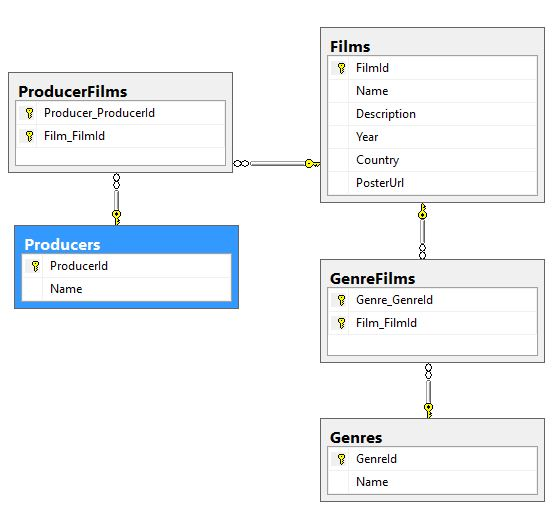 ProducerFilms
Producer_ProducerId
Film_FilmId
Producers
ProducerId
Name
Films
FilmId
Name
Description
Year
Country
PosterUrl
GenreFilms
Genre_GenreId
Film_FilmId
Genres
GenreId
Name